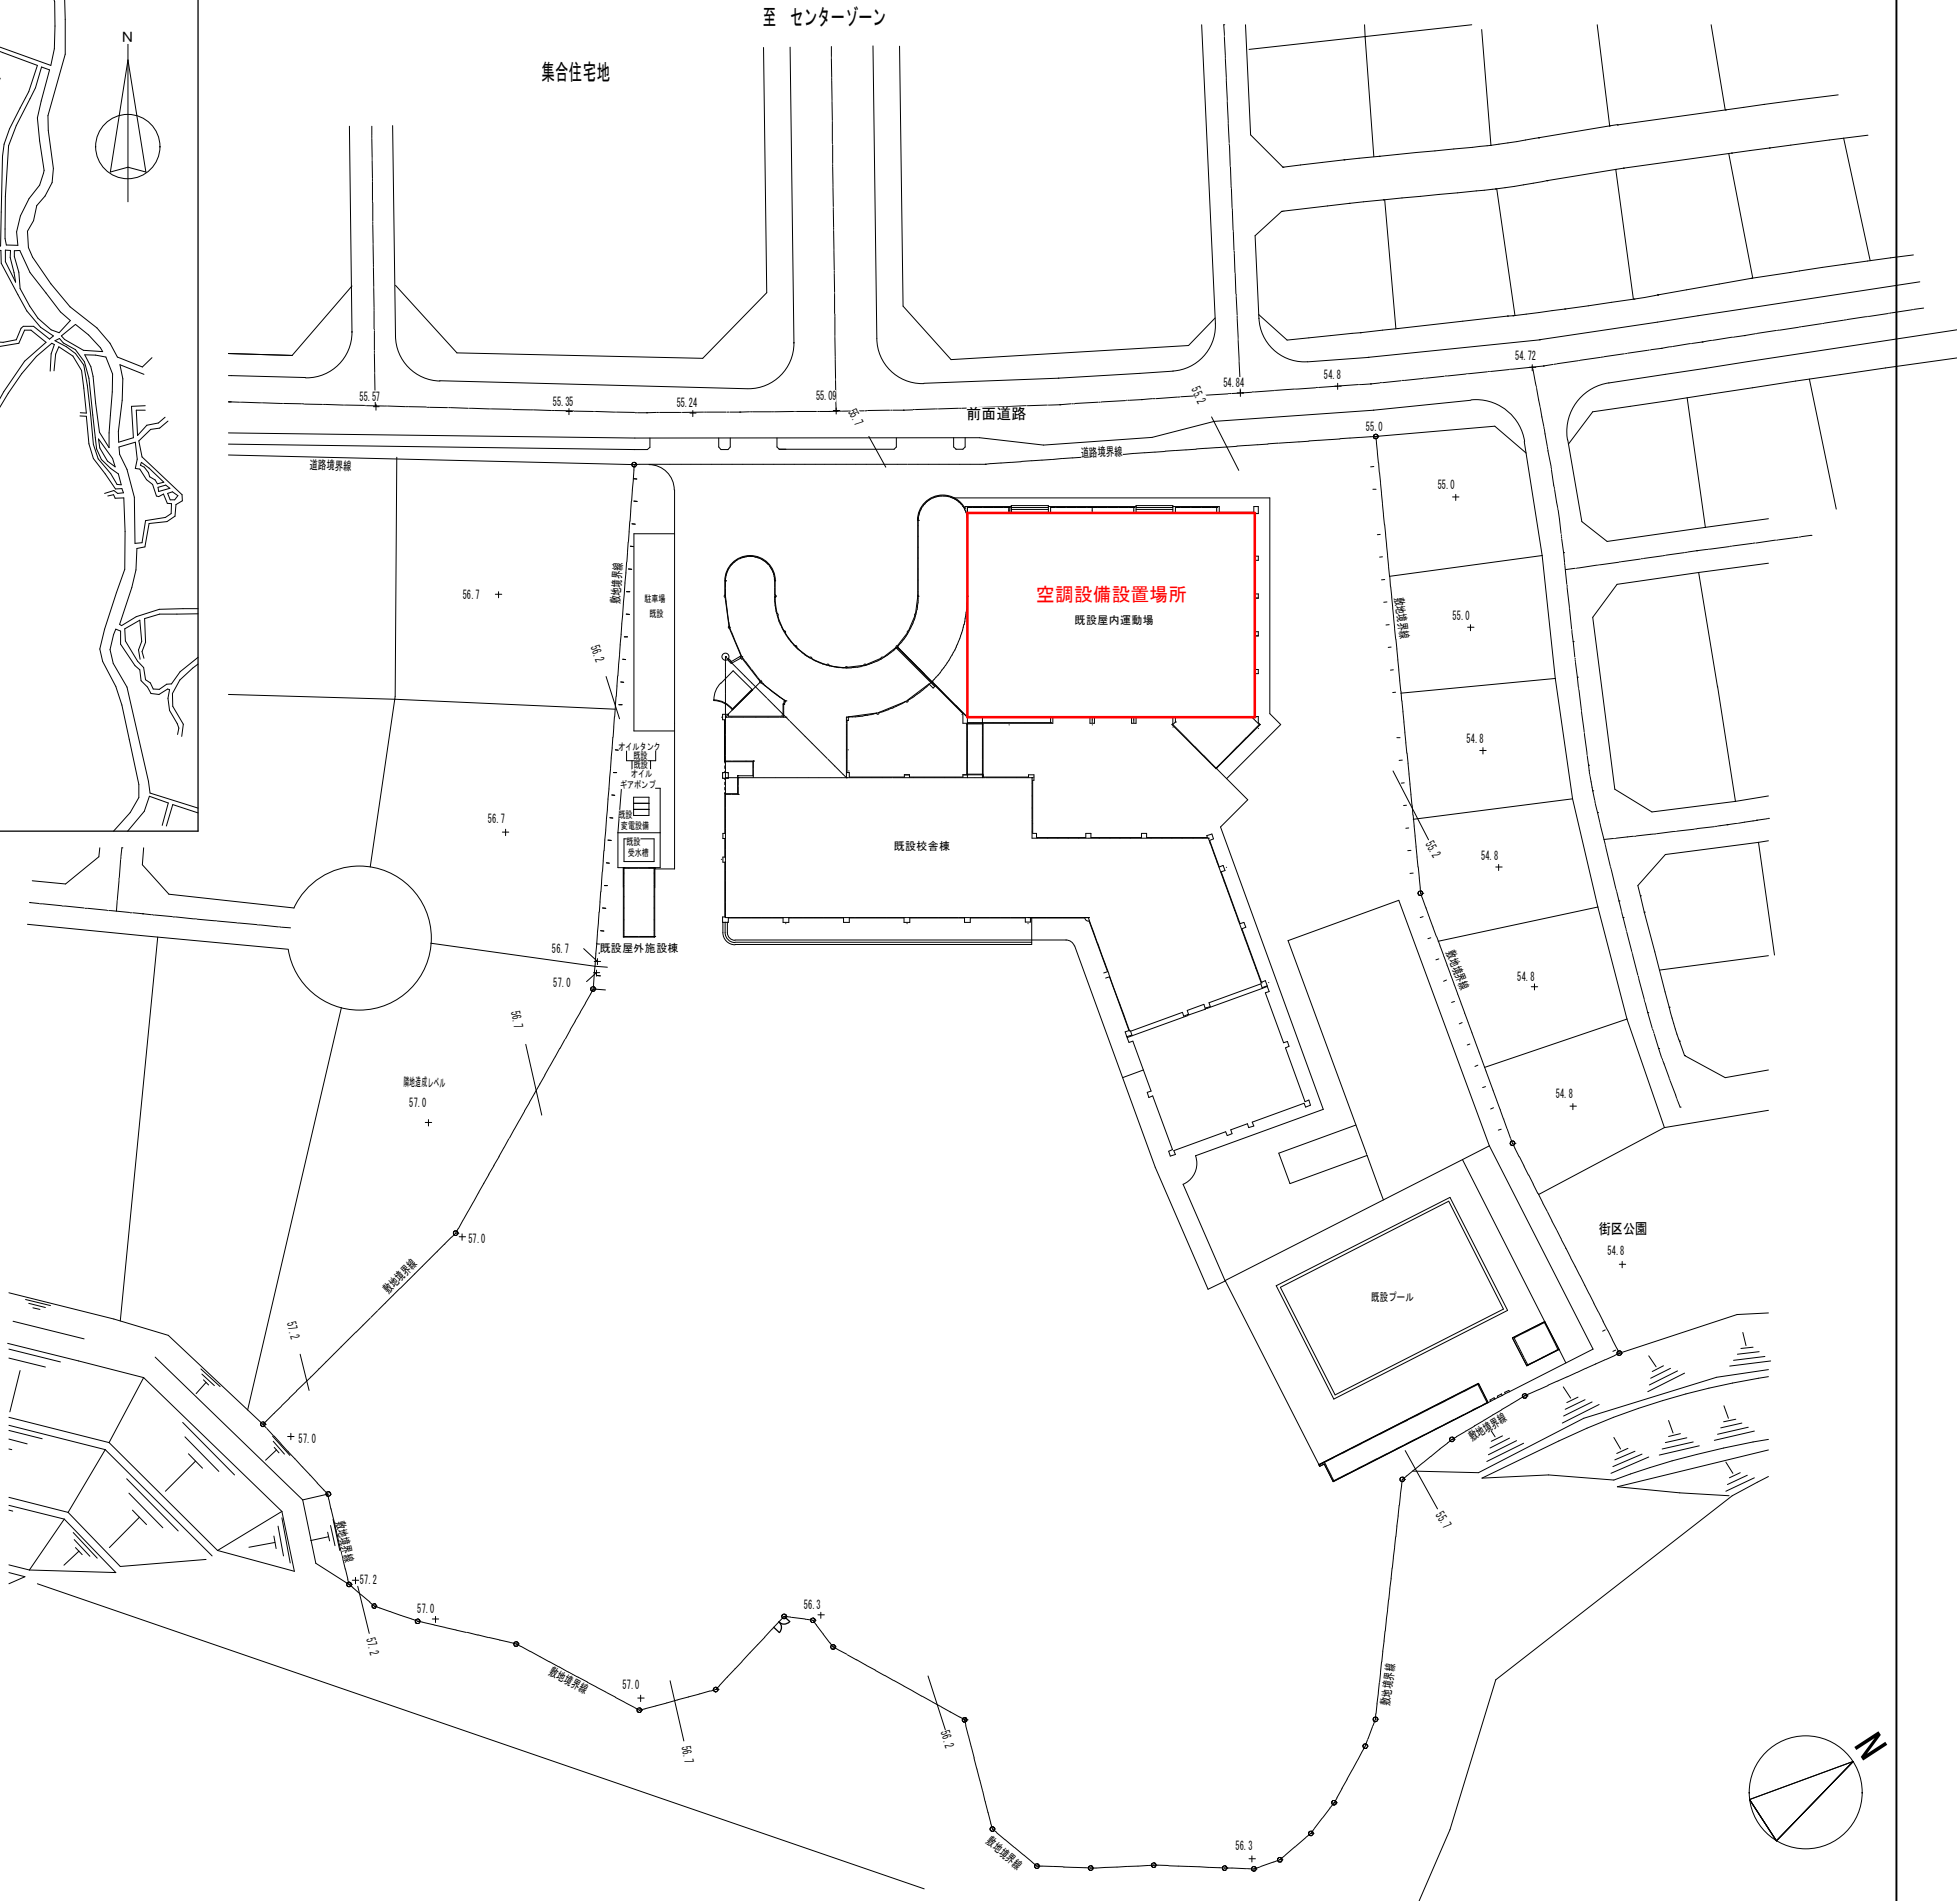 至 センターゾーン
N
集合住宅地
54.72
54.8
54.84
55.2
55.57
55.35
55.24
55.09
55.7
前面道路
55.0
道路境界線
道路境界線
55.0
敷地境界線
56.7
駐車場
既設
空調設備設置場所
既設屋内運動場
敷地境界線
55.0
56.2
オイルタンク
既設
既設
オイル
ギアポンプ
54.8
56.7
既設
変電設備
既設
受水槽
既設校舎棟
55.2
54.8
56.7
既設屋外施設棟
57.0
敷地境界線
54.8
56.7
隣地造成レベル
57.0
54.8
57.0
街区公園
54.8
敷地境界線
既設プール
57.2
57.0
敷地境界線
55.7
敷地境界線
57.2
57.0
56.3
57.2
敷地境界線
57.0
敷地境界線
56.7
56.2
N
敷地境界線
56.3